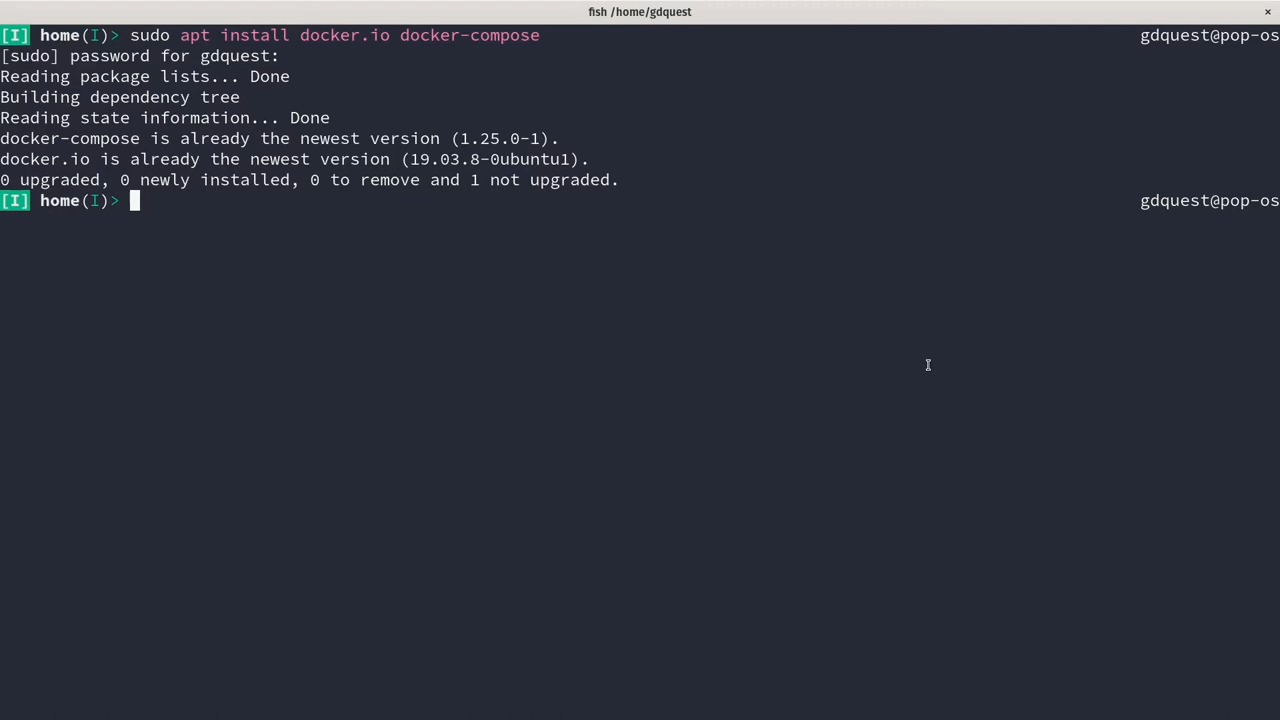 fish /home/gdquest ×
[I] home(I)> sudo apt install docker.io docker-compose gdquest@pop-os
[sudo] password for gdquest:
Reading package lists... Done
Building dependency tree
Reading state information... Done
docker-compose is already the newest version (1.25.0-1).
docker.io is already the newest version (19.03.8-0ubuntu1).
0 upgraded, 0 newly installed, 0 to remove and 1 not upgraded.
[I] home(I)> gdquest@pop-os